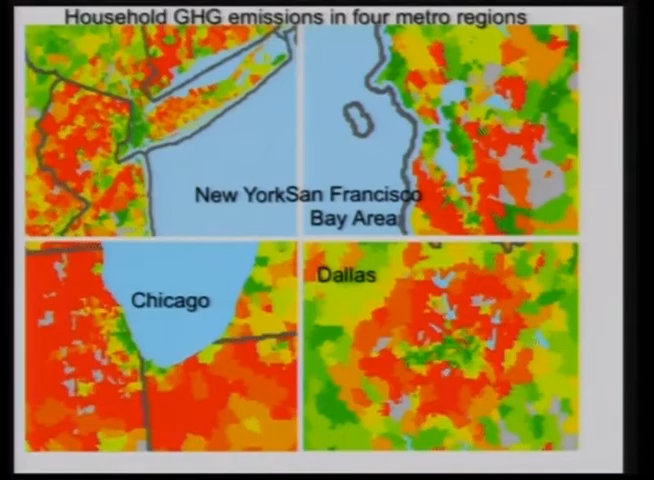 Household GHG emissions in four metro regions
New York
San Francisco
Bay Area
Chicago
Dallas